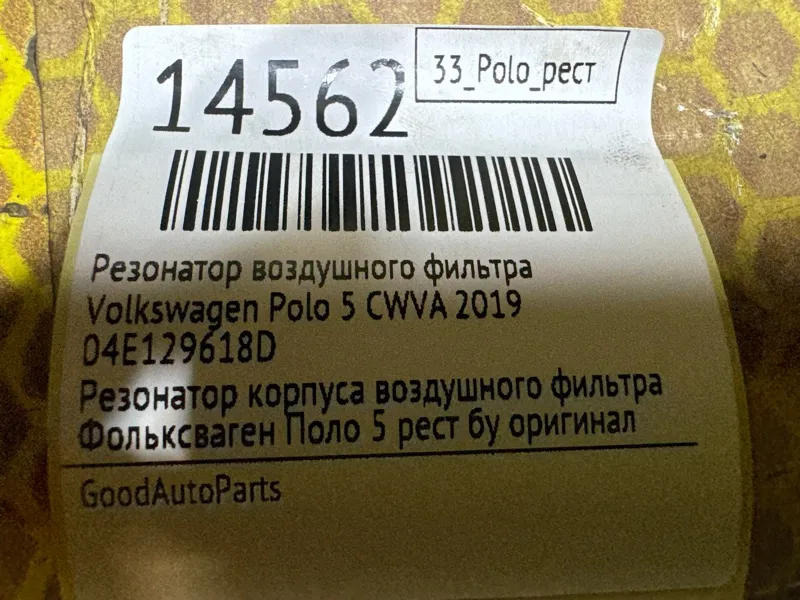 14562
33_Polo_рест
Резонатор воздушного фильтра
Volkswagen Polo 5 CWVA 2019
04E129618D
Резонатор корпуса воздушного фильтра
Фольксваген Поло 5 рест бу оригинал
GoodAutoParts